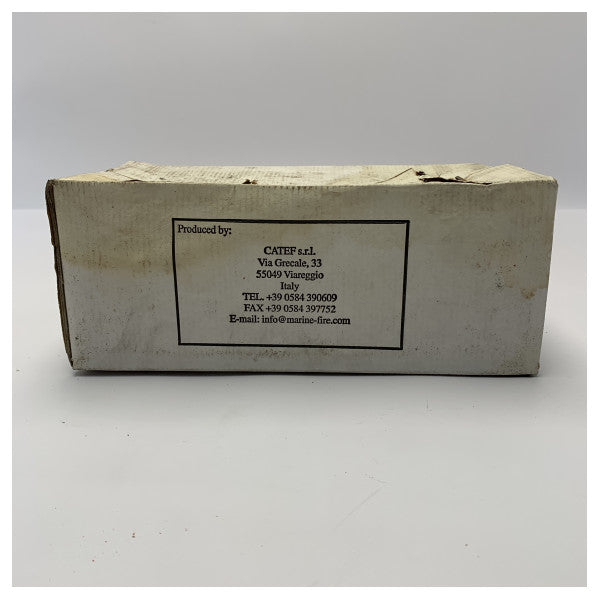 Produced by:
CATEF s.r.l.
Via Grecale, 33
55049 Viareggio
Italy
TEL. +39 0584 390609
FAX +39 0584 397752
E-mail: info@marine-fire.com